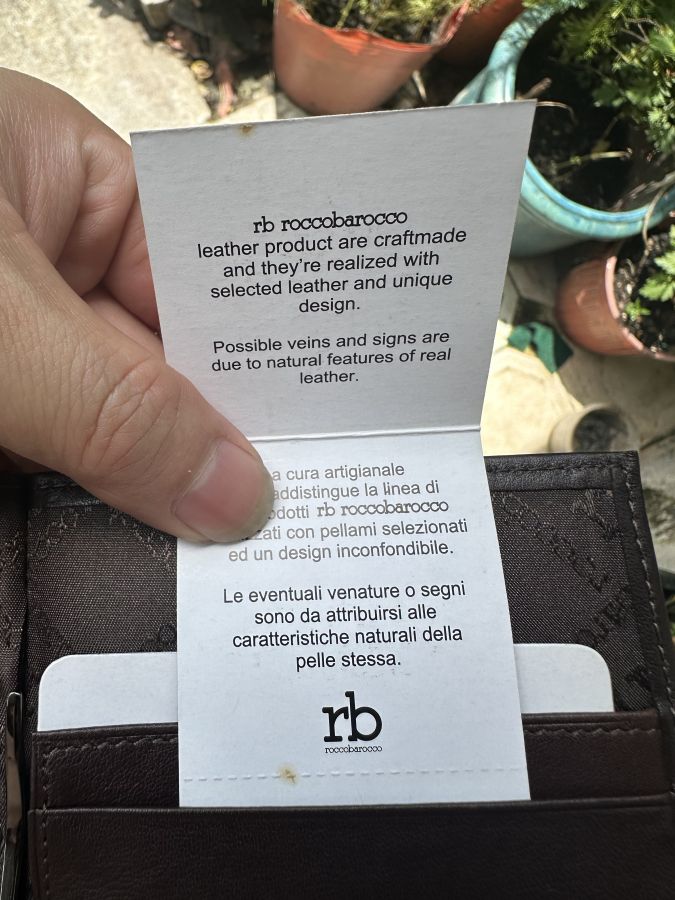 rb roccobarocco
leather product are craftmade
and they're realized with
selected leather and unique
design.
Possible veins and signs are
due to natural features of real
leather.
a cura artigianale
addistingue la linea di
odotti rb roccobarocco
zzati con pellami selezionati
ed un design inconfondibile.
Le eventuali venature o segni
sono da attribuirsi alle
caratteristiche naturali della
pelle stessa.
rb
roccobarocco